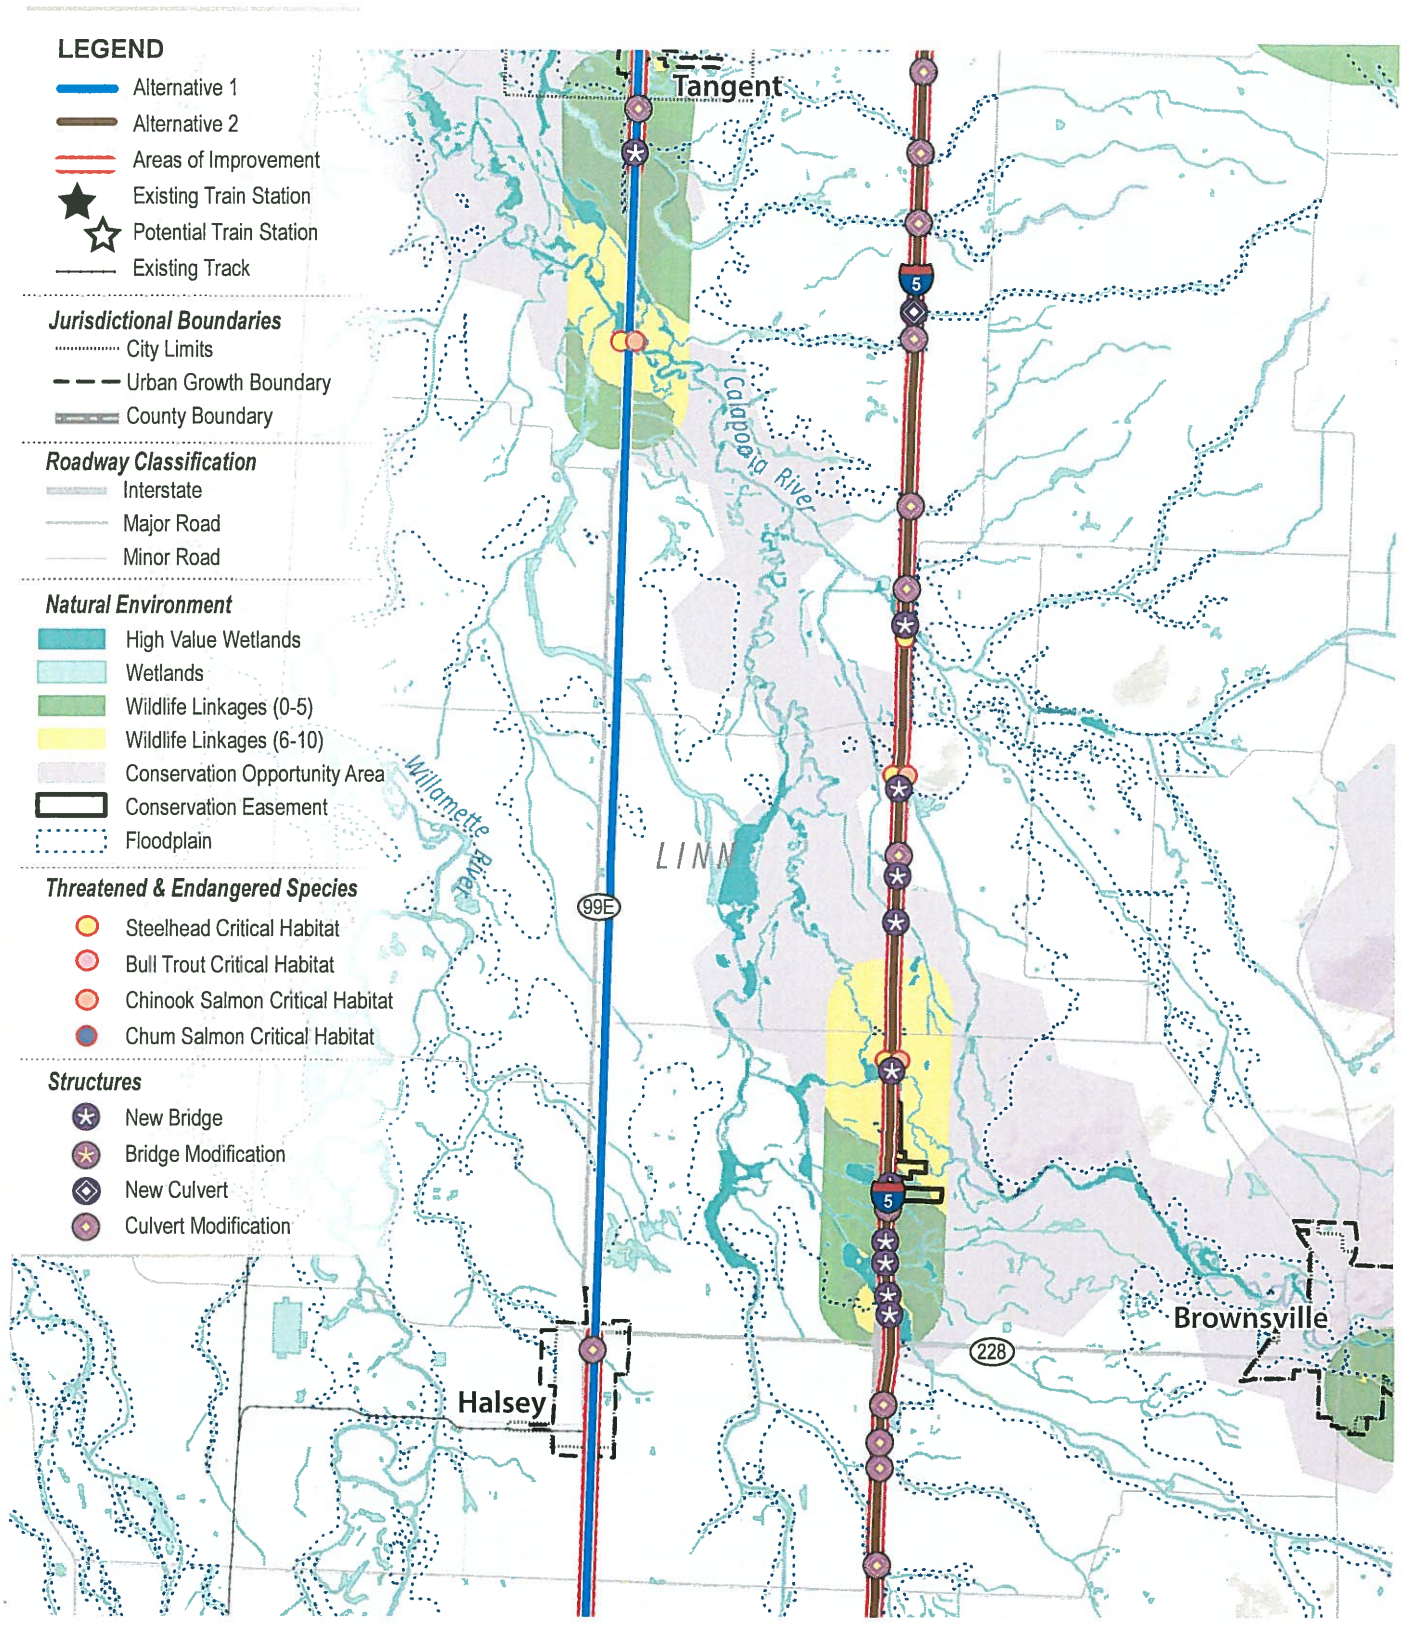 LEGEND
Alternative 1
Alternative 2
Areas of Improvement
Existing Train Station
Potential Train Station
Existing Track
Jurisdictional Boundaries
City Limits
Urban Growth Boundary
County Boundary
Roadway Classification
Interstate
Major Road
Minor Road
Natural Environment
High Value Wetlands
Wetlands
Wildlife Linkages (0-5)
Wildlife Linkages (6-10)
Conservation Opportunity Area
Conservation Easement
Floodplain
Threatened & Endangered Species
Steelhead Critical Habitat
Bull Trout Critical Habitat
Chinook Salmon Critical Habitat
Chum Salmon Critical Habitat
Structures
New Bridge
Bridge Modification
New Culvert
Culvert Modification
Tangent
5
Calapooia River
Willamette River
LINN
99E
5
Brownsville
228
Halsey